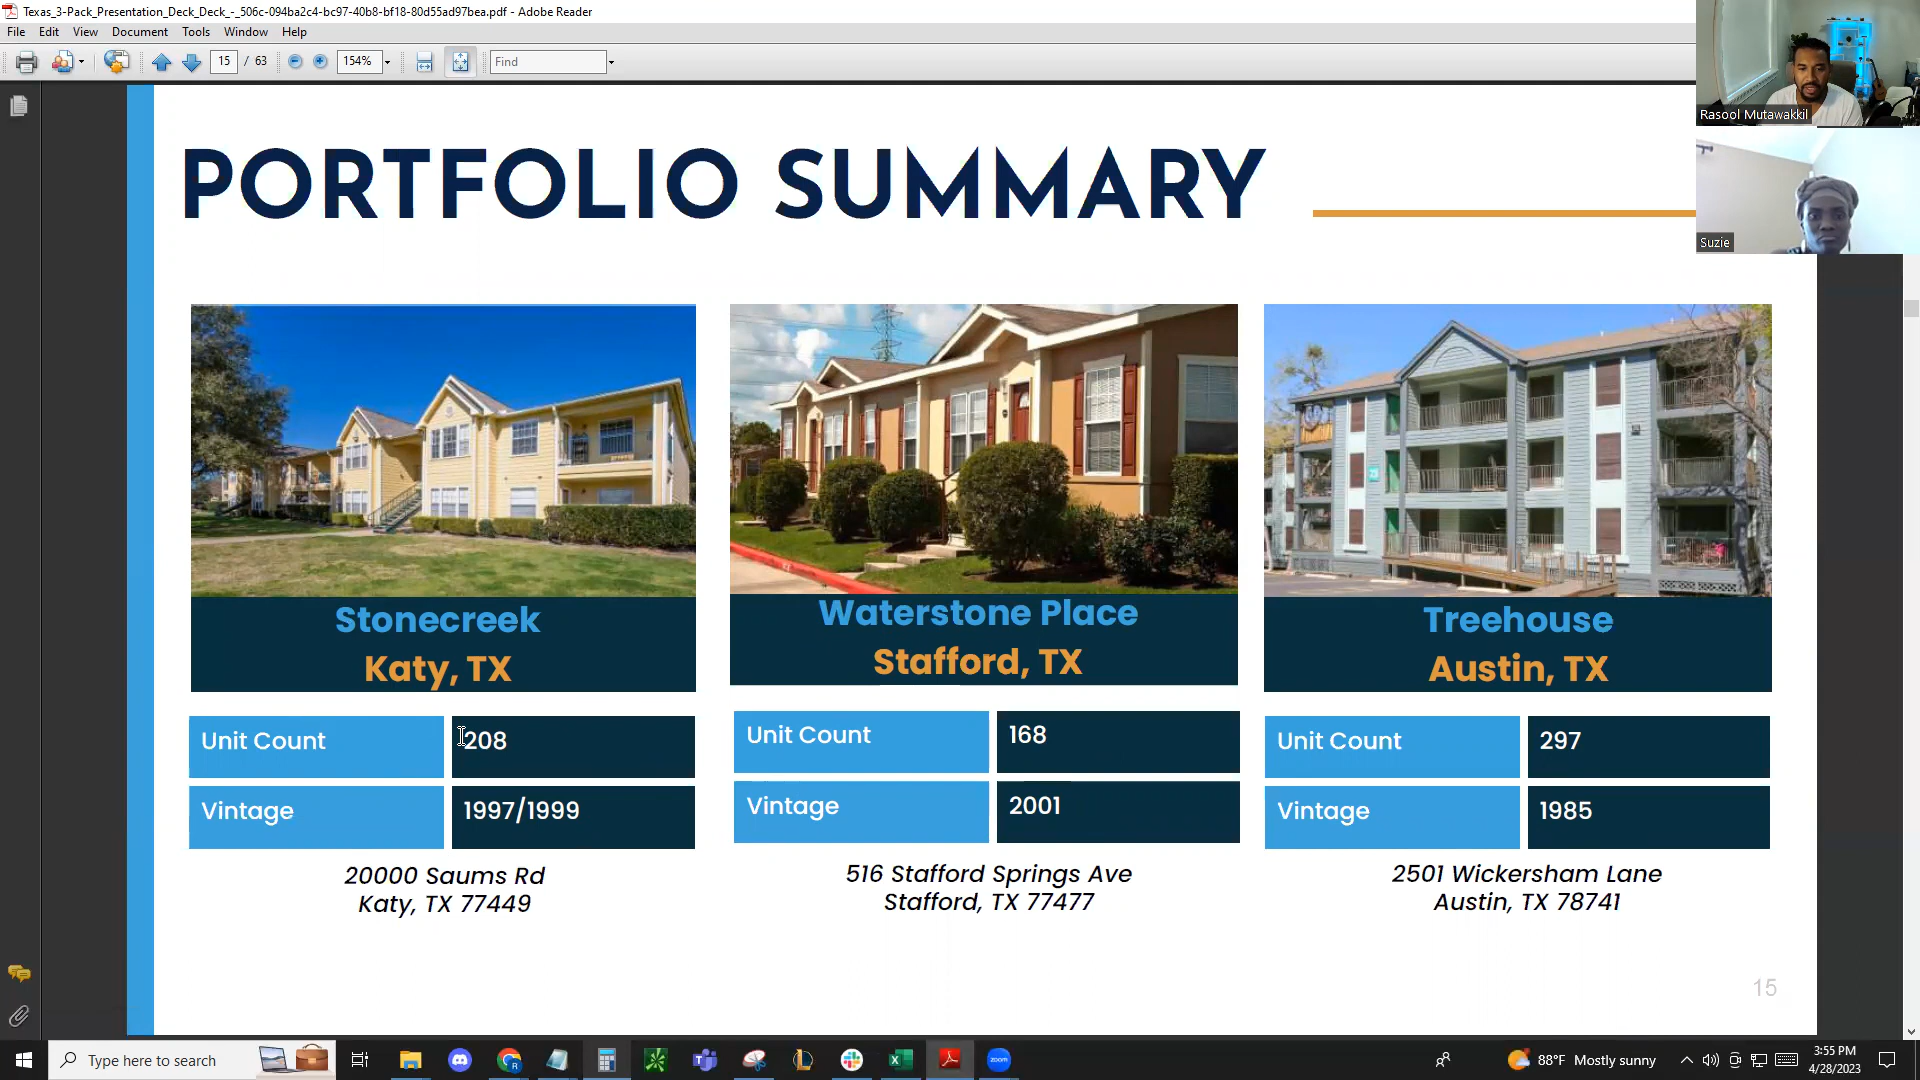 Texas_3-Pack_Presentation_Deck_Deck_-_506c-094ba2c4-bc97-40b8-bf18-80d55ad97bea.pdf - Adobe Reader
File Edit View Document Tools Window Help
15 / 63 154% Find
Rasool Mutawakkil
Suzie
PORTFOLIO SUMMARY
Stonecreek
Katy, TX
Unit Count 208
Vintage 1997/1999
20000 Saums Rd
Katy, TX 77449
Waterstone Place
Stafford, TX
Unit Count 168
Vintage 2001
516 Stafford Springs Ave
Stafford, TX 77477
Treehouse
Austin, TX
Unit Count 297
Vintage 1985
2501 Wickersham Lane
Austin, TX 78741
15
Type here to search
zoom
88°F Mostly sunny
3:55 PM
4/28/2023